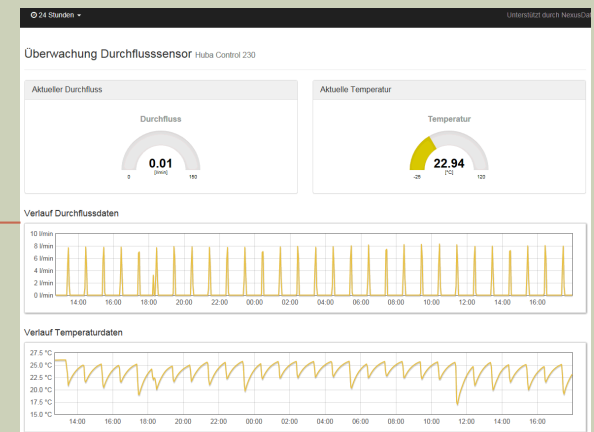 24 Stunden
Unterstützt durch NexusDat
Überwachung Durchflusssensor Huba Control 230
Aktueller Durchfluss
Aktuelle Temperatur
Durchfluss
Temperatur
0.01
[l/min]
0 150
22.94
[°C]
-25 120
Verlauf Durchflussdaten
10 l/min
8 l/min
6 l/min
4 l/min
2 l/min
0 l/min
14:00 16:00 18:00 20:00 22:00 00:00 02:00 04:00 06:00 08:00 10:00 12:00 14:00 16:00
Verlauf Temperaturdaten
27.5 °C
25.0 °C
22.5 °C
20.0 °C
17.5 °C
15.0 °C
14:00 16:00 18:00 20:00 22:00 00:00 02:00 04:00 06:00 08:00 10:00 12:00 14:00 16:00